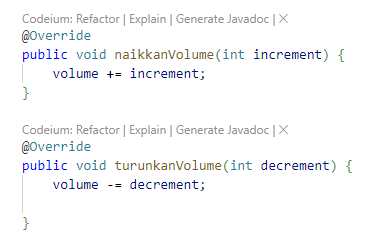 Codeium: Refactor | Explain | Generate Javadoc | ×
@Override
public void naikkanVolume(int increment) {
    volume += increment;
}
Codeium: Refactor | Explain | Generate Javadoc | ×
@Override
public void turunkanVolume(int decrement) {
    volume -= decrement;
}